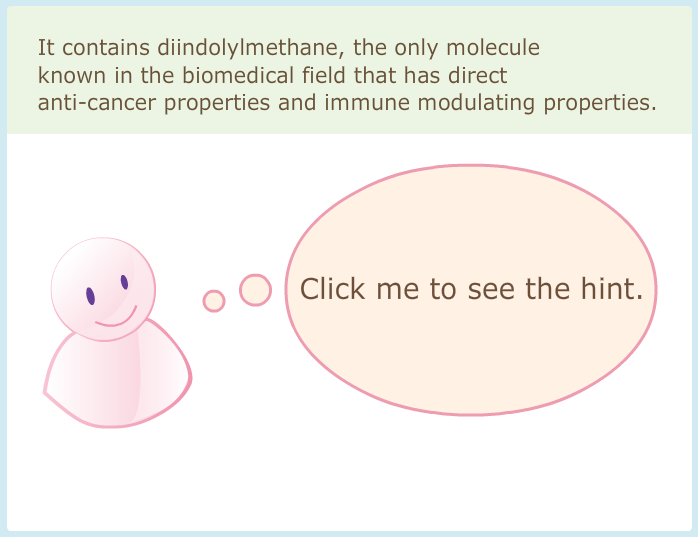 It contains diindolylmethane, the only molecule
known in the biomedical field that has direct
anti-cancer properties and immune modulating properties.
Click me to see the hint.